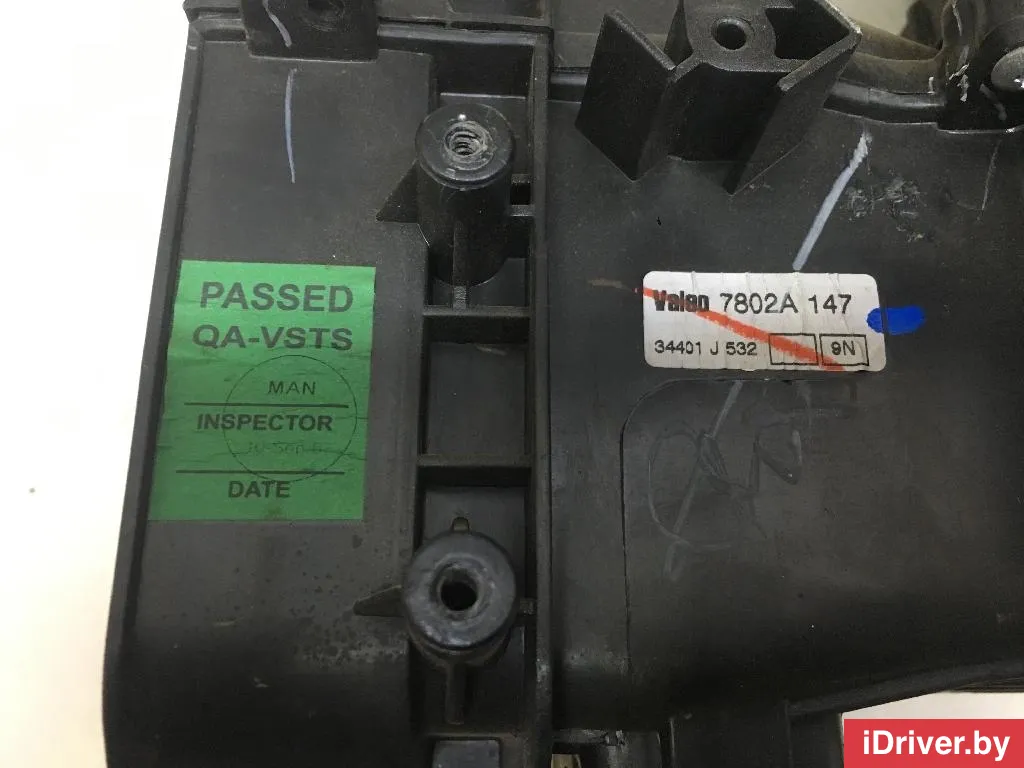 PASSED
QA-VSTS
MAN
INSPECTOR
DATE
Valeo 7802A 147
34401 J 532 9N
iDriver.by